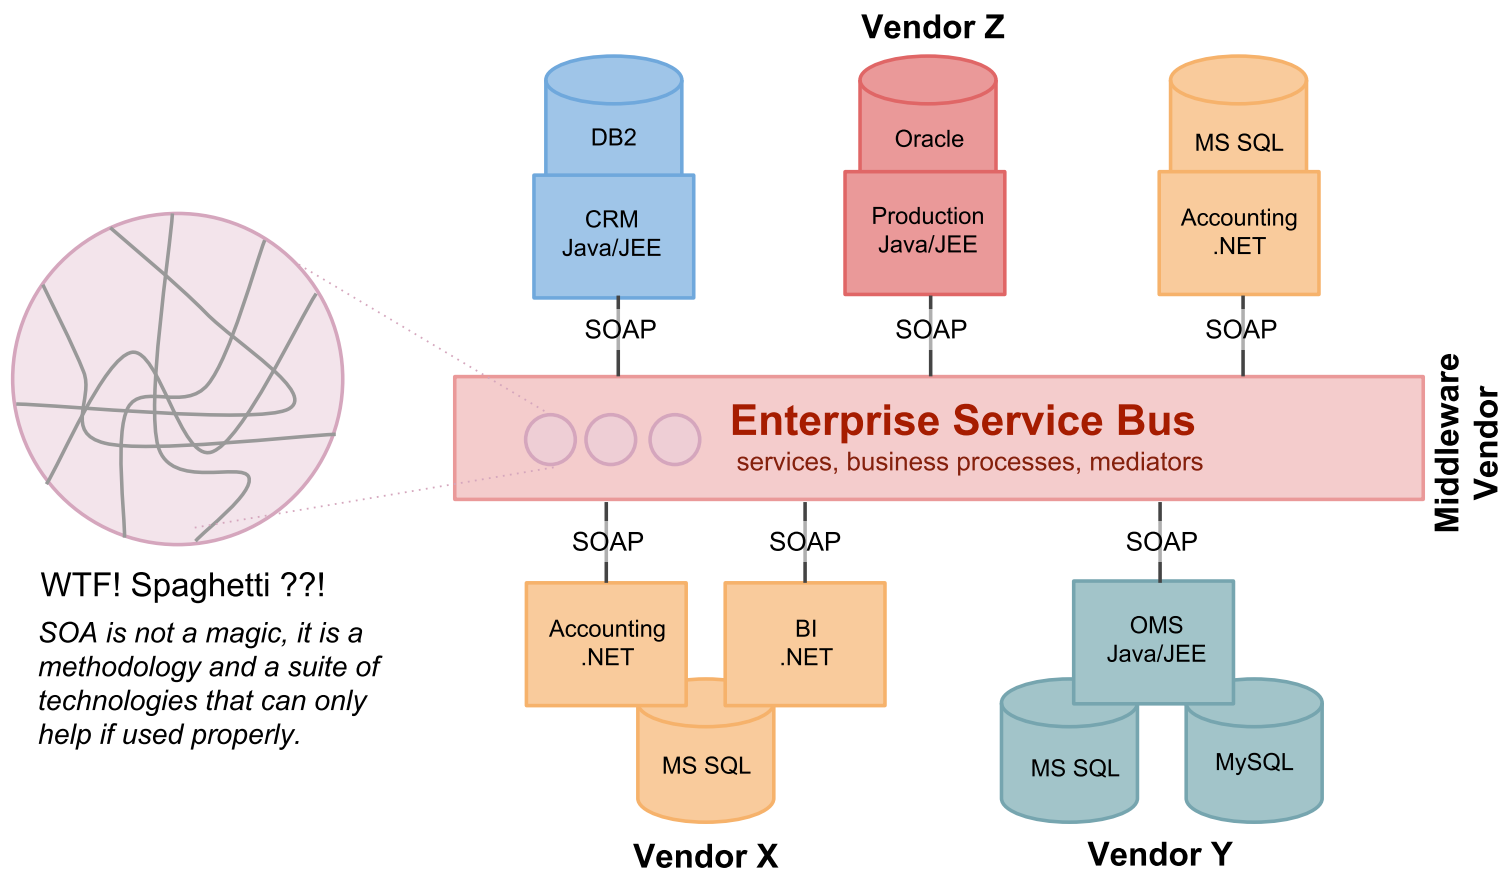 Vendor Z
DB2
Oracle
MS SQL
CRM
Java/JEE
Production
Java/JEE
Accounting
.NET
SOAP
SOAP
SOAP
Enterprise Service Bus
services, business processes, mediators
Middleware
Vendor
SOAP
SOAP
SOAP
WTF! Spaghetti ??!
SOA is not a magic, it is a
methodology and a suite of
technologies that can only
help if used properly.
Accounting
.NET
BI
.NET
OMS
Java/JEE
MS SQL
MS SQL
MySQL
Vendor X
Vendor Y